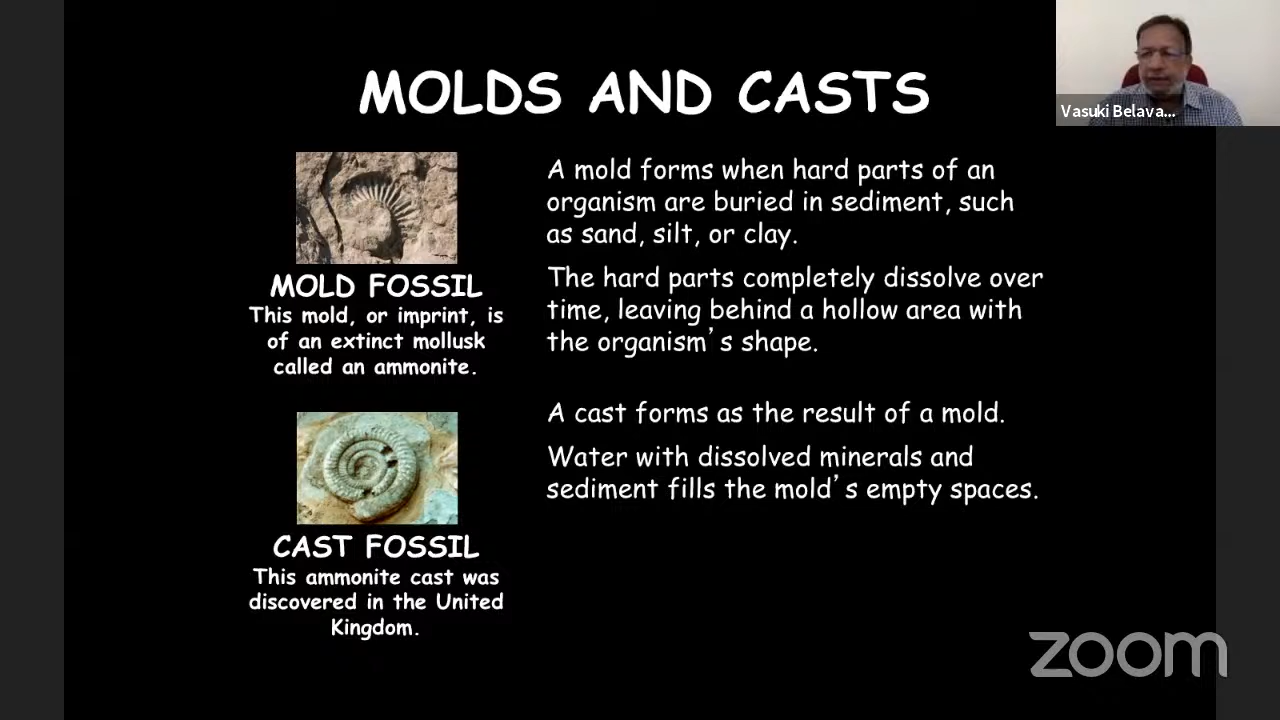 MOLDS AND CASTS
Vasuki Belava...
MOLD FOSSIL
This mold, or imprint, is
of an extinct mollusk
called an ammonite.
A mold forms when hard parts of an
organism are buried in sediment, such
as sand, silt, or clay.
The hard parts completely dissolve over
time, leaving behind a hollow area with
the organism’s shape.
CAST FOSSIL
This ammonite cast was
discovered in the United
Kingdom.
A cast forms as the result of a mold.
Water with dissolved minerals and
sediment fills the mold’s empty spaces.
zoom